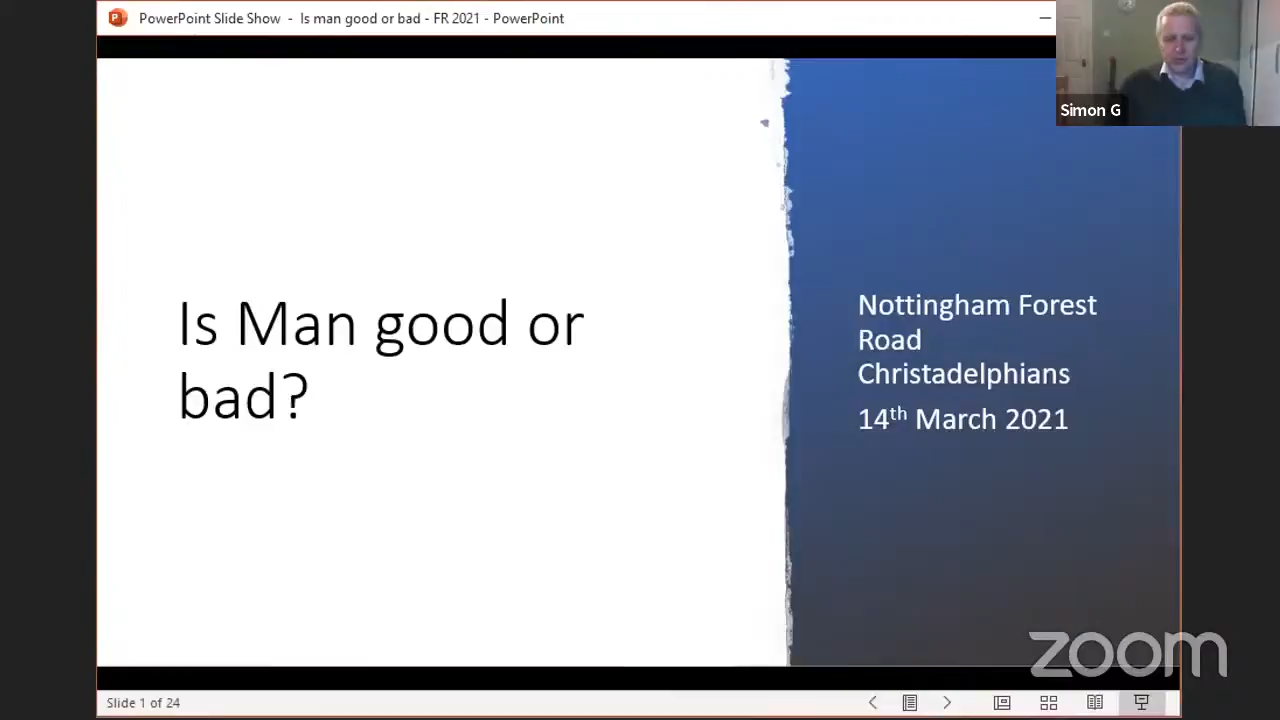 PowerPoint Slide Show - Is man good or bad - FR 2021 - PowerPoint
Simon G
Is Man good or
bad?
Nottingham Forest
Road
Christadelphians
14th March 2021
zoom
Slide 1 of 24